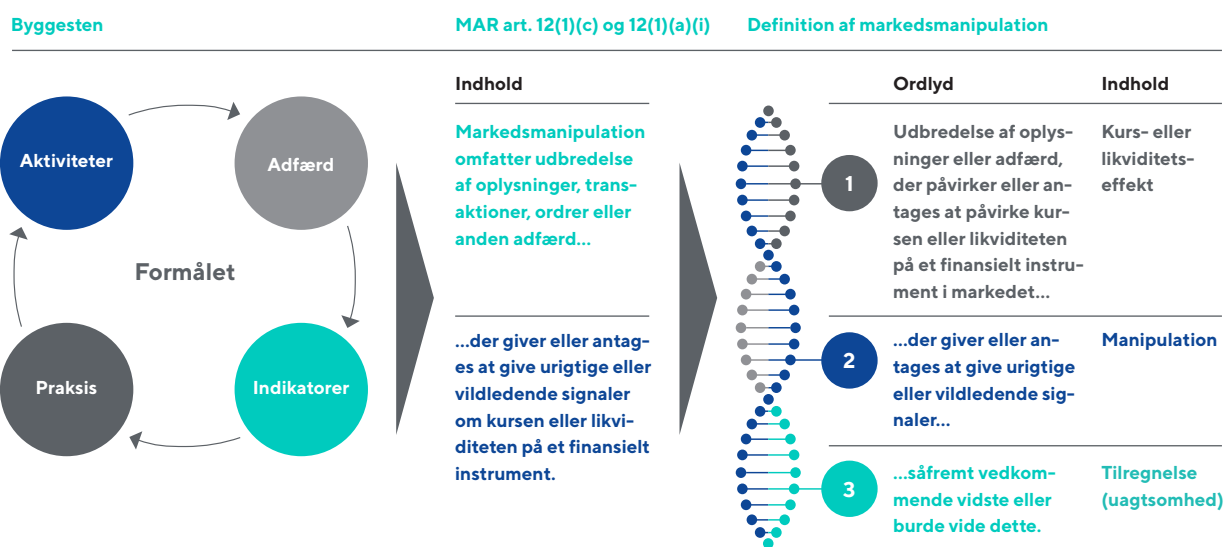 Byggesten
MAR art. 12(1)(c) og 12(1)(a)(i)
Definition af markedsmanipulation
Aktiviteter
Adfærd
Formålet
Praksis
Indikatorer
Indhold
Markedsmanipulation
omfatter udbredelse
af oplysninger, trans-
aktioner, ordrer eller
anden adfærd...
...der giver eller antag-
es at give urigtige eller
vildledende signaler
om kursen eller likvi-
diteten på et finansielt
instrument.
Ordlyd
Indhold
1
Udbredelse af oplys-
ninger eller adfærd,
der påvirker eller an-
tages at påvirke kur-
sen eller likviditeten
på et finansielt instru-
ment i markedet...
Kurs- eller
likviditets-
effekt
2
...der giver eller an-
tages at give urigtige
eller vildledende sig-
naler...
Manipulation
3
...såfremt vedkom-
mende vidste eller
burde vide dette.
Tilregnelse
(uagtsomhed)